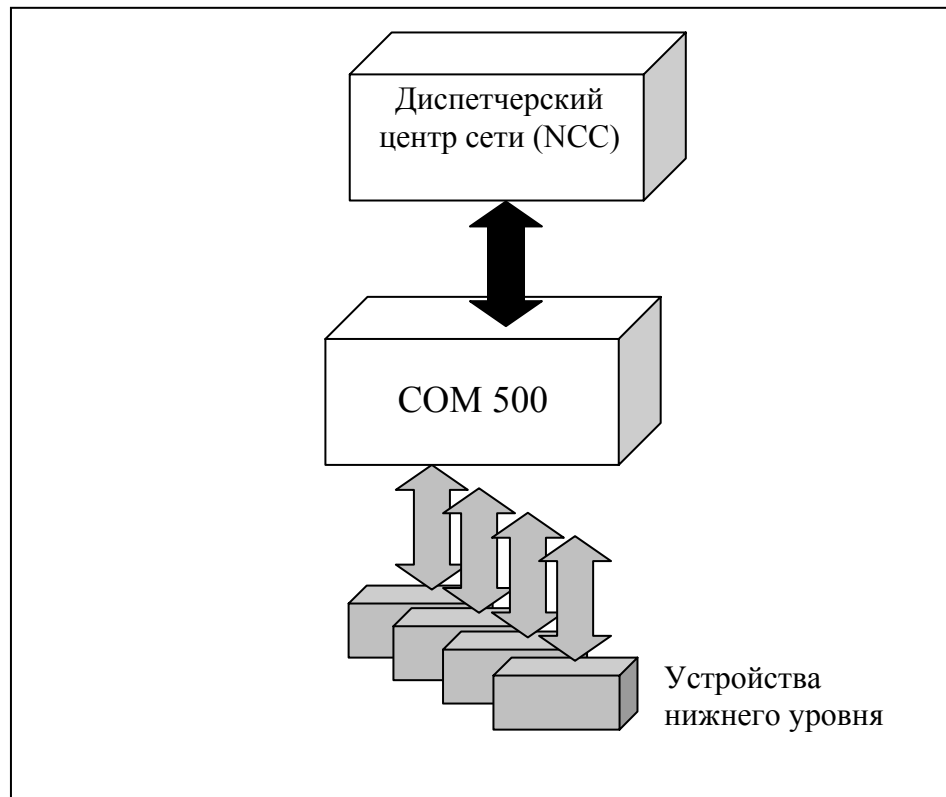 Диспетчерский
центр сети (NCC)
COM 500
Устройства
нижнего уровня